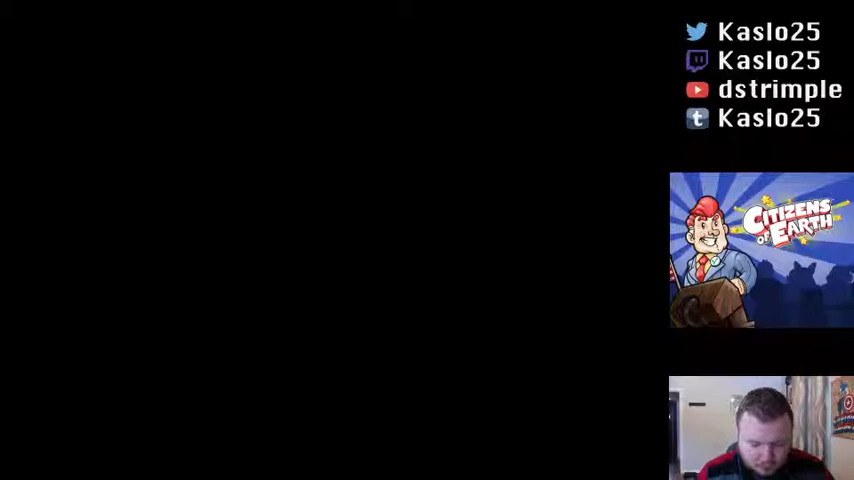 Kaslo25
Kaslo25
dstrimple
Kaslo25
CITIZENS
OF EARTH